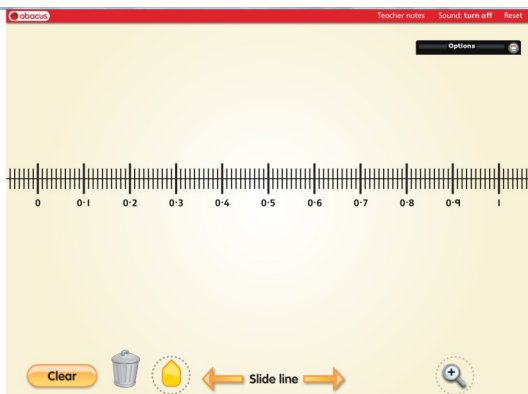 abacus Teacher notes Sound: turn off Reset
Options
0 0·1 0·2 0·3 0·4 0·5 0·6 0·7 0·8 0·9 1
Clear Slide line